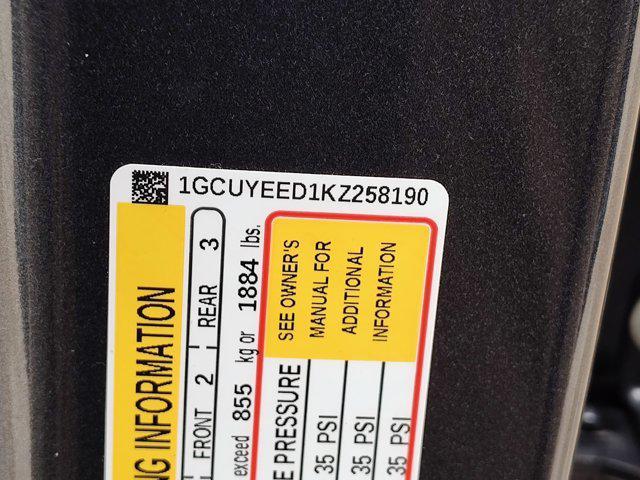 1GCUYEED1KZ258190
NG INFORMATION
FRONT 2 REAR 3
exceed 855 kg or 1884 lbs.
E PRESSURE
SEE OWNER'S
MANUAL FOR
ADDITIONAL
INFORMATION
35 PSI
35 PSI
35 PSI